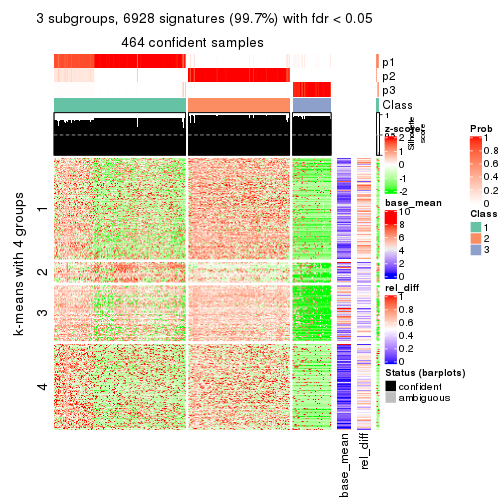 3 subgroups, 6928 signatures (99.7%) with fdr < 0.05
464 confident samples
p1
p2
p3
Class
1
Silhouette
score
k-means with 4 groups
1
2
3
4
base_mean
rel_diff
z-score
2
1
0
-1
-2
base_mean
10
8
6
4
2
0
rel_diff
1
0.8
0.6
0.4
0.2
0
Status (barplots)
confident
ambiguous
Prob
1
0.8
0.6
0.4
0.2
0
Class
1
2
3